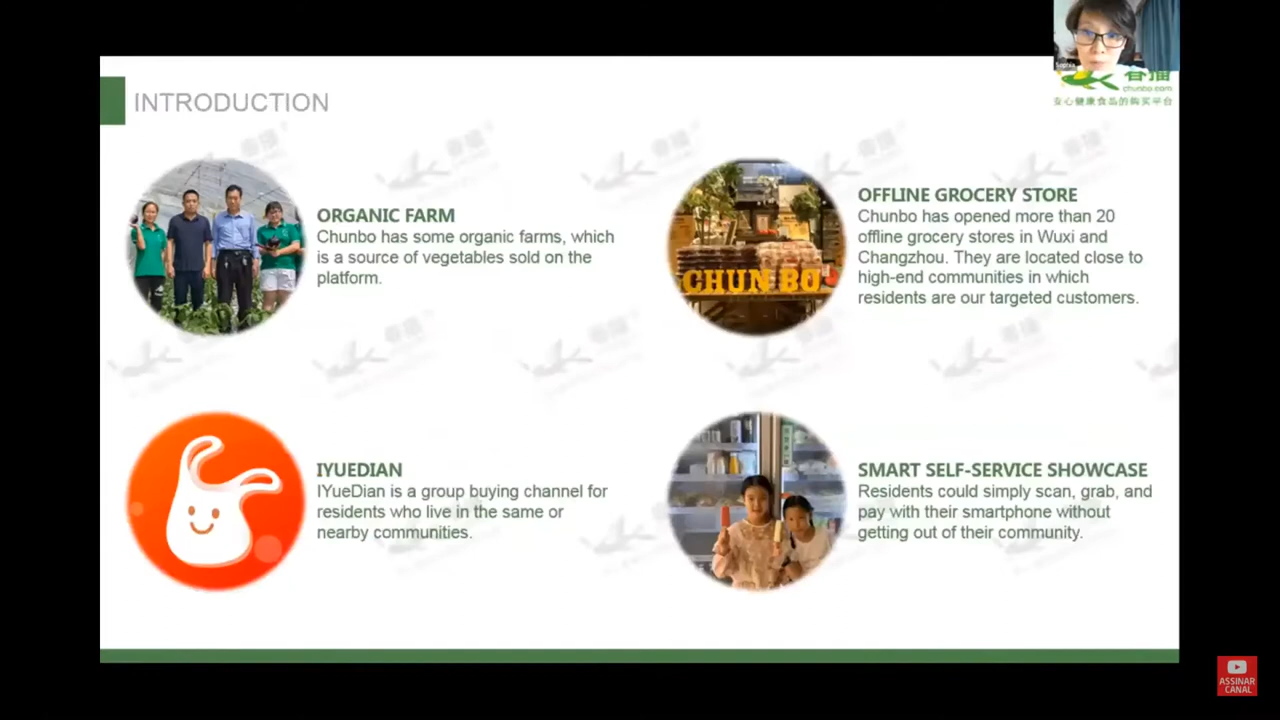 Sophia
春播
chunbo.com
安心健康食品的购买平台
INTRODUCTION
ORGANIC FARM
Chunbo has some organic farms, which
is a source of vegetables sold on the
platform.
OFFLINE GROCERY STORE
Chunbo has opened more than 20
offline grocery stores in Wuxi and
Changzhou. They are located close to
high-end communities in which
residents are our targeted customers.
CHUN BO
IYUEDIAN
IYueDian is a group buying channel for
residents who live in the same or
nearby communities.
SMART SELF-SERVICE SHOWCASE
Residents could simply scan, grab, and
pay with their smartphone without
getting out of their community.
ASSINAR
CANAL